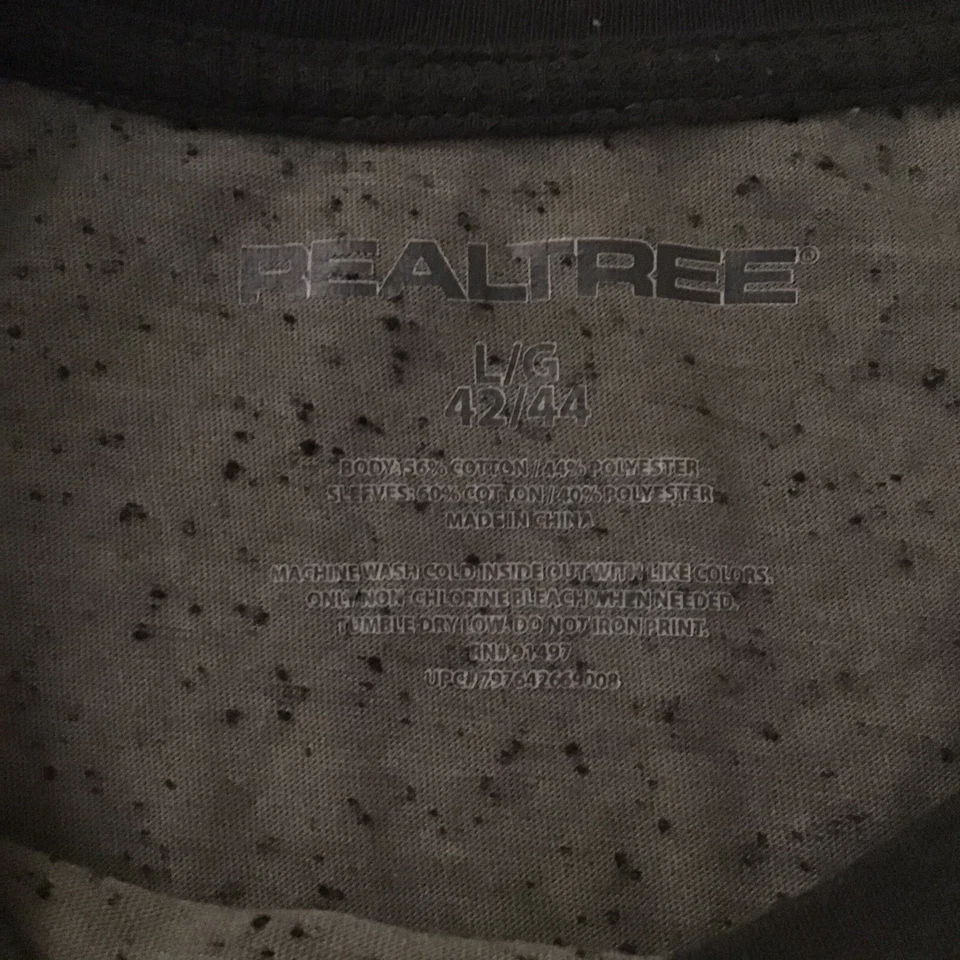 REALTREE®
L/G
42/44
BODY: 56% COTTON / 44% POLYESTER
SLEEVES: 60% COTTON / 40% POLYESTER
MADE IN CHINA
MACHINE WASH COLD INSIDE OUT WITH LIKE COLORS.
ONLY NON CHLORINE BLEACH WHEN NEEDED.
TUMBLE DRY LOW. DO NOT IRON PRINT.
RN# 91497
UPC#